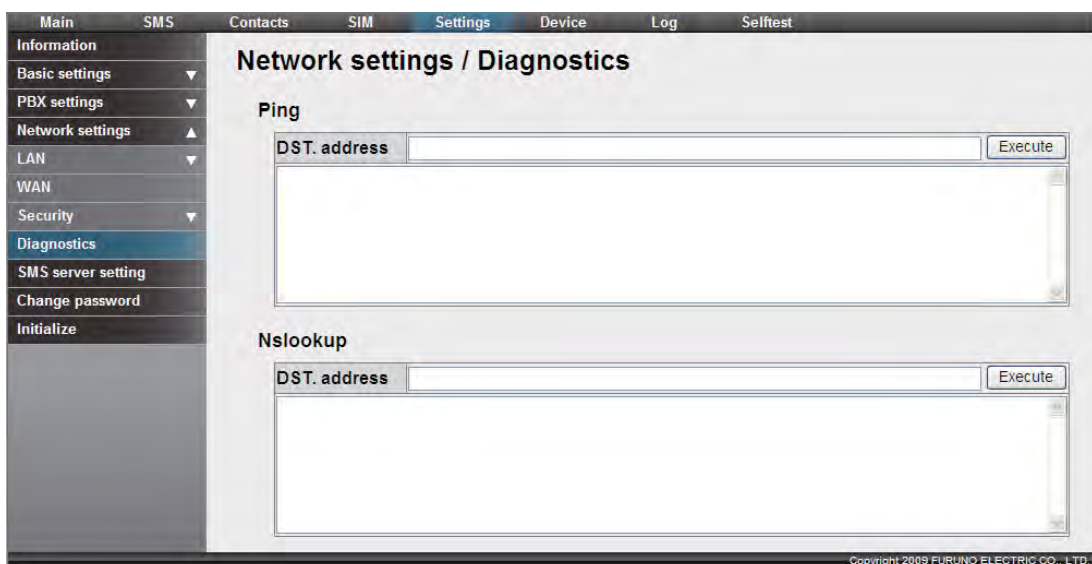 Main SMS Contacts SIM Settings Device Log Selftest
Information
Basic settings
PBX settings
Network settings
LAN
WAN
Security
Diagnostics
SMS server setting
Change password
Initialize
Network settings / Diagnostics
Ping
DST. address Execute
Nslookup
DST. address Execute
Copyright 2009 FURUNO ELECTRIC CO., LTD